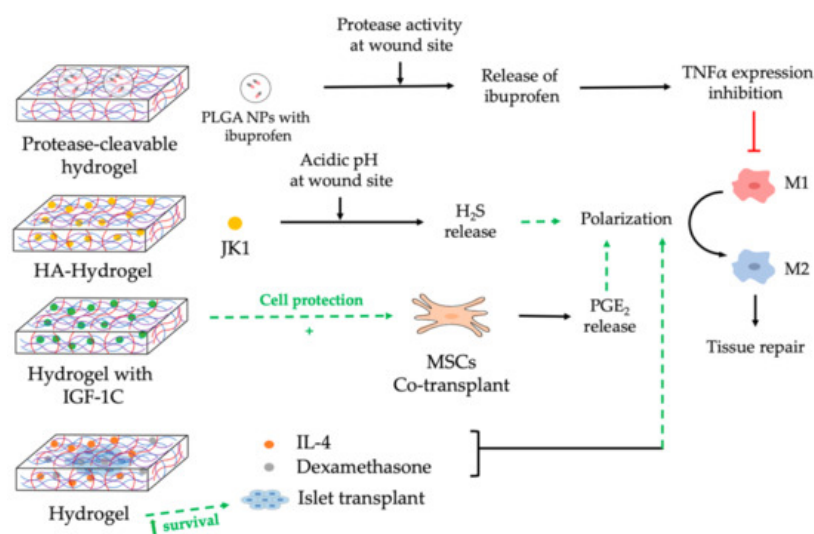 Protease activity
at wound site
Release of
ibuprofen
TNFα expression
inhibition
PLGA NPs with
ibuprofen
Protease-cleavable
hydrogel
Acidic pH
at wound site
M1
H₂S
release
Polarization
JK1
HA-Hydrogel
M2
Cell protection
+
PGE₂
release
MSCs
Co-transplant
Tissue repair
Hydrogel with
IGF-1C
IL-4
Dexamethasone
Islet transplant
Hydrogel
survival